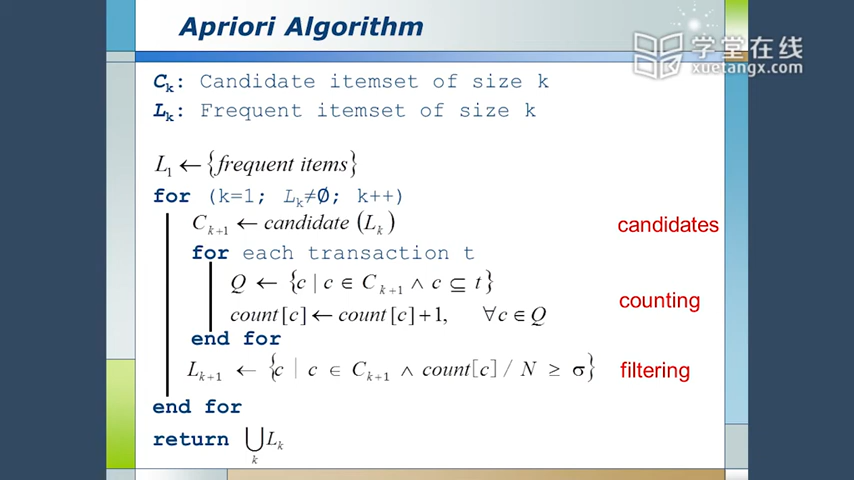 Apriori Algorithm
学堂在线
xuetangx.com
Cₖ: Candidate itemset of size k
Lₖ: Frequent itemset of size k
L₁ ← {frequent items}
for (k=1; Lₖ≠Ø; k++)
Cₖ₊₁ ← candidate (Lₖ)
candidates
for each transaction t
Q ← {c | c ∈ Cₖ₊₁ ∧ c ⊆ t}
count[c] ← count[c]+1, ∀c ∈ Q
counting
end for
Lₖ₊₁ ← {c | c ∈ Cₖ₊₁ ∧ count[c] / N ≥ σ}
filtering
end for
return ⋃ₖ Lₖ